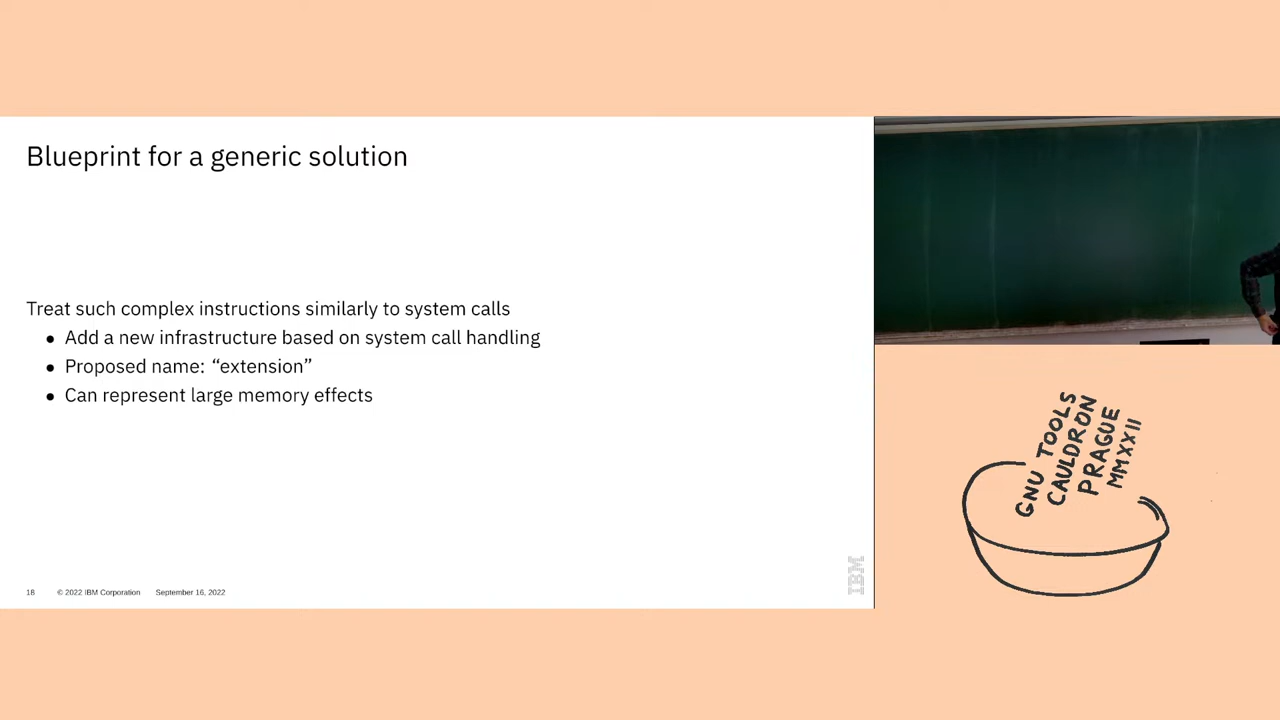 Blueprint for a generic solution
Treat such complex instructions similarly to system calls
● Add a new infrastructure based on system call handling
● Proposed name: “extension”
● Can represent large memory effects
18 © 2022 IBM Corporation September 16, 2022
IBM
GNU TOOLS
CAULDRON
PRAGUE
MMXXII